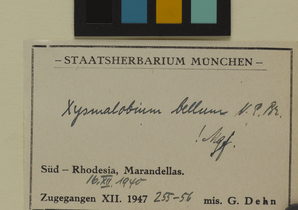 – STAATSHERBARIUM MÜNCHEN –
Xysmalobium bellum N. E. Br.
Süd – Rhodesia, Marandellas.
16. XII 1940
Zugegangen XII. 1947 255–56 mis. G. Dehn